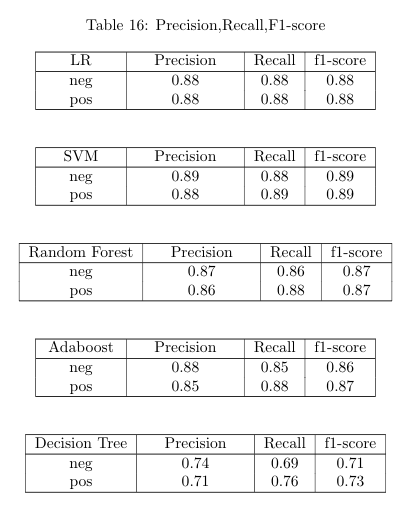 Table 16: Precision,Recall,F1-score
LR Precision Recall f1-score
neg 0.88 0.88 0.88
pos 0.88 0.88 0.88
SVM Precision Recall f1-score
neg 0.89 0.88 0.89
pos 0.88 0.89 0.89
Random Forest Precision Recall f1-score
neg 0.87 0.86 0.87
pos 0.86 0.88 0.87
Adaboost Precision Recall f1-score
neg 0.88 0.85 0.86
pos 0.85 0.88 0.87
Decision Tree Precision Recall f1-score
neg 0.74 0.69 0.71
pos 0.71 0.76 0.73